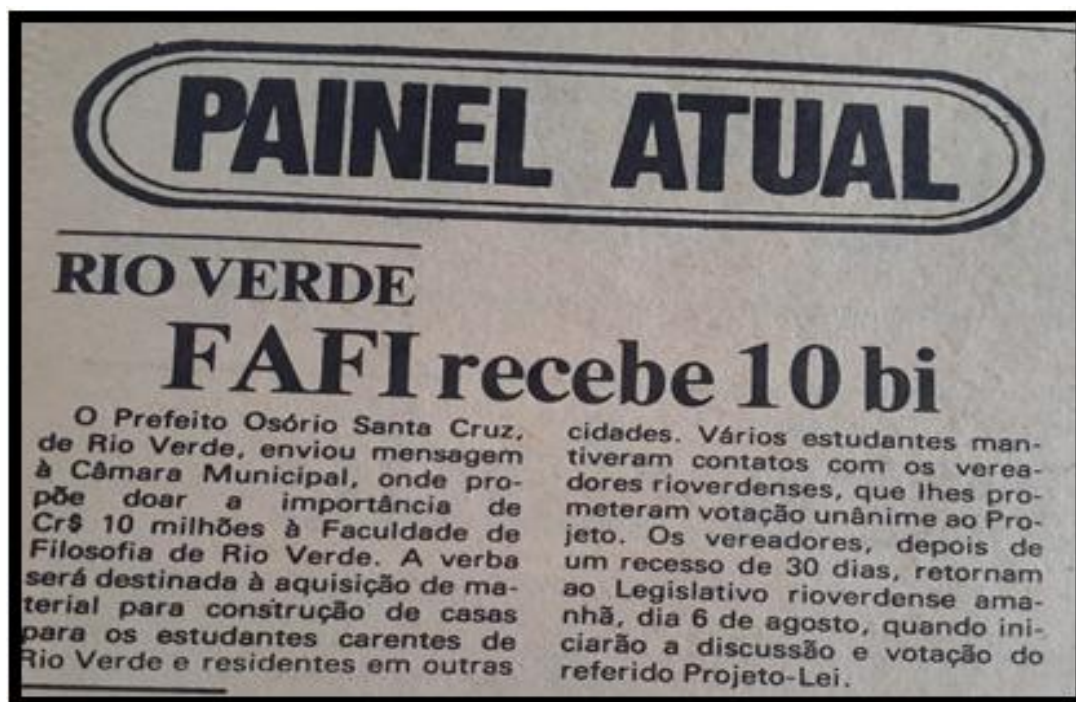 PAINEL ATUAL
RIO VERDE
FAFI recebe 10 bi
O Prefeito Osório Santa Cruz,
de Rio Verde, enviou mensagem
à Câmara Municipal, onde pro-
põe doar a importância de
Cr$ 10 milhões à Faculdade de
Filosofia de Rio Verde. A verba
será destinada à aquisição de ma-
terial para construção de casas
para os estudantes carentes de
Rio Verde e residentes em outras
cidades. Vários estudantes man-
tiveram contatos com os verea-
dores rioverdenses, que lhes pro-
meteram votação unânime ao Pro-
jeto. Os vereadores, depois de
um recesso de 30 dias, retornam
ao Legislativo rioverdense ama-
nhã, dia 6 de agosto, quando ini-
ciarão a discussão e votação do
referido Projeto-Lei.